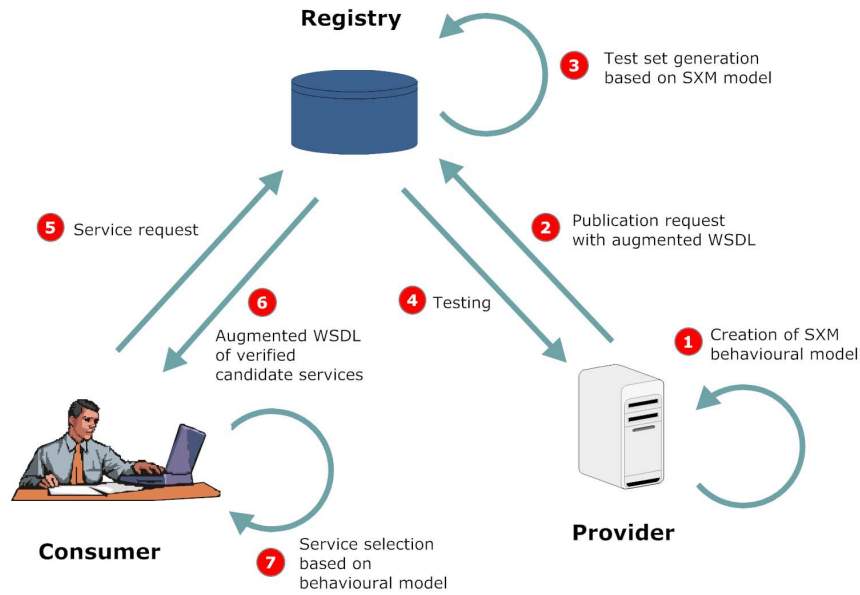 Registry
3
Test set generation
based on SXM model
5
Service request
2
Publication request
with augmented WSDL
6
4
Testing
Augmented WSDL
of verified
candidate services
1
Creation of SXM
behavioural model
Consumer
Provider
7
Service selection
based on
behavioural model